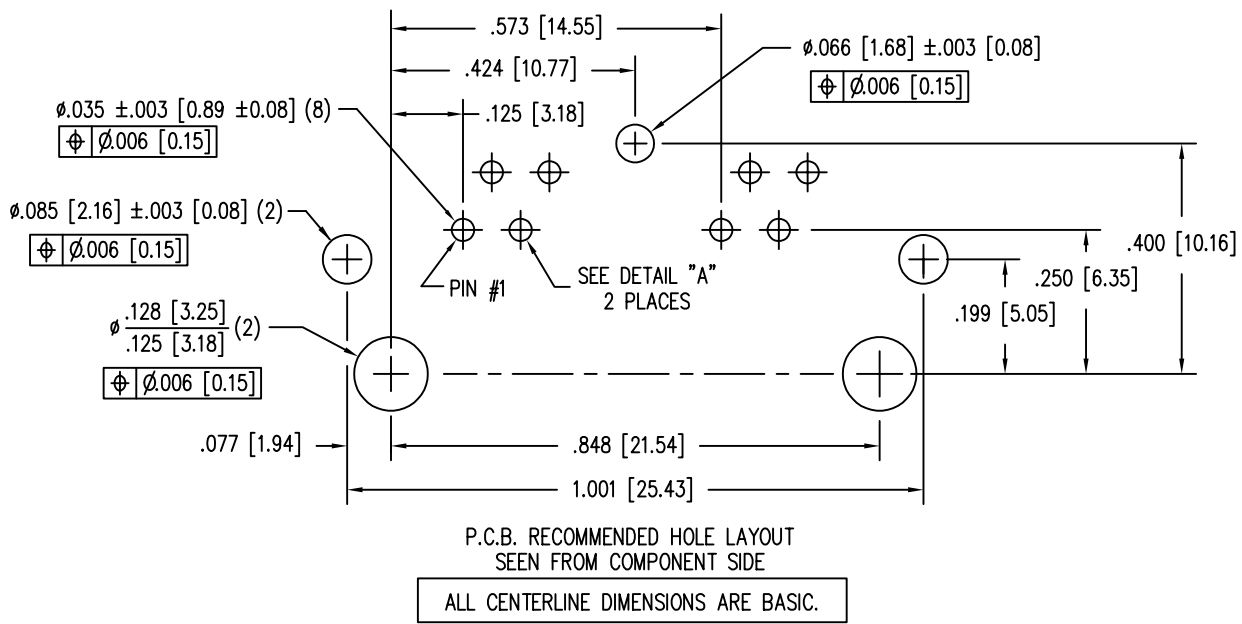 .573 [14.55]
.424 [10.77]
.125 [3.18]
ø.066 [1.68] ±.003 [0.08]
⌖ Ø.006 [0.15]
ø.035 ±.003 [0.89 ±0.08] (8)
⌖ Ø.006 [0.15]
ø.085 [2.16] ±.003 [0.08] (2)
⌖ Ø.006 [0.15]
PIN #1
SEE DETAIL "A"
2 PLACES
.400 [10.16]
.250 [6.35]
.199 [5.05]
ø .128 [3.25] (2)
.125 [3.18]
⌖ Ø.006 [0.15]
.077 [1.94]
.848 [21.54]
1.001 [25.43]
P.C.B. RECOMMENDED HOLE LAYOUT
SEEN FROM COMPONENT SIDE
ALL CENTERLINE DIMENSIONS ARE BASIC.